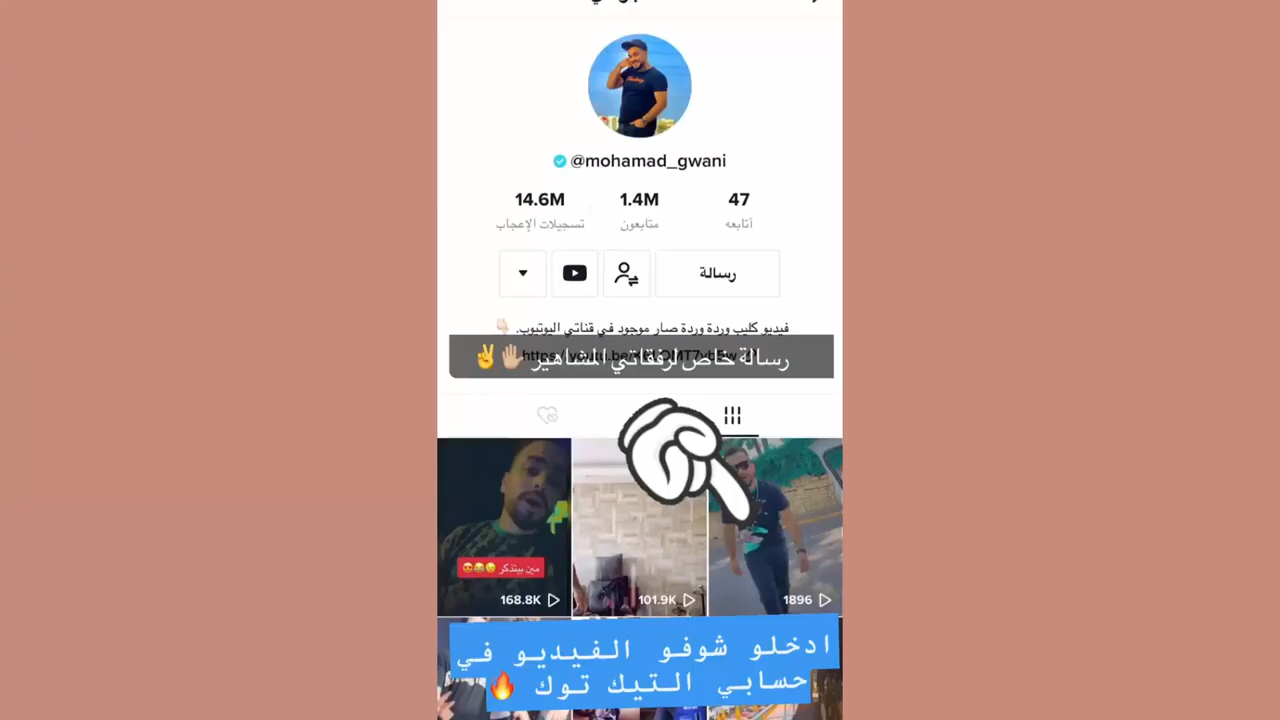 @mohamad_gwani
47
1.4M
14.6M
أتابعه
متابعون
تسجيلات الإعجاب
رسالة
فيديو كليب وردة وردة صار موجود في قناتي اليوتيوب. 👇🏻
رسالة خاص لرفقاتي المشاهير 🖐🏼✌️
مين بيتذكر 😢😭😍
1896
101.9K
168.8K
ادخلو شوفو الفيديو في
حسابي التيك توك 🔥